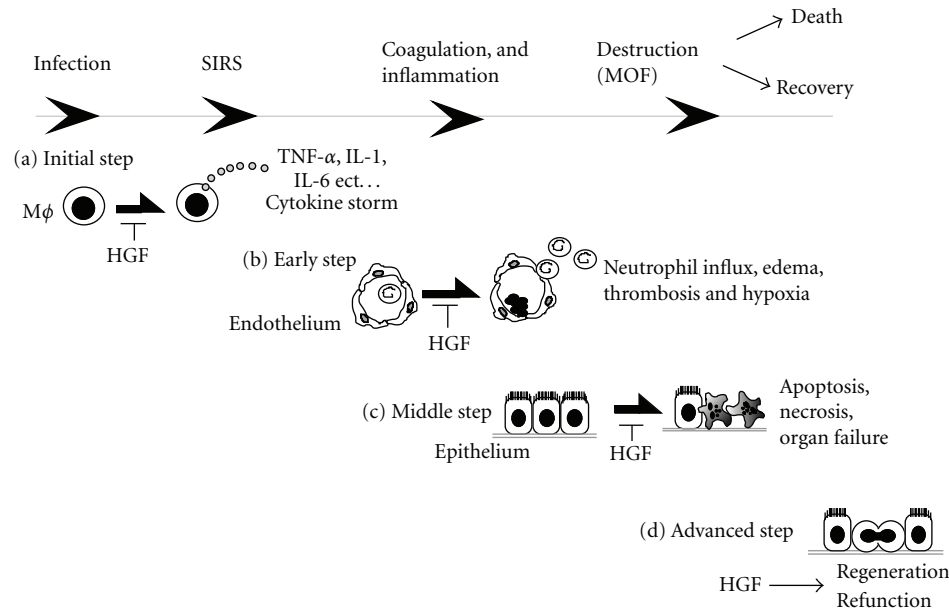 Death
Infection
SIRS
Coagulation, and
inflammation
Destruction
(MOF)
Recovery
(a) Initial step
TNF-α, IL-1,
IL-6 ect...
Cytokine storm
Mϕ
HGF
(b) Early step
Neutrophil influx, edema,
thrombosis and hypoxia
Endothelium
HGF
(c) Middle step
Apoptosis,
necrosis,
organ failure
Epithelium
HGF
(d) Advanced step
HGF
Regeneration
Refunction